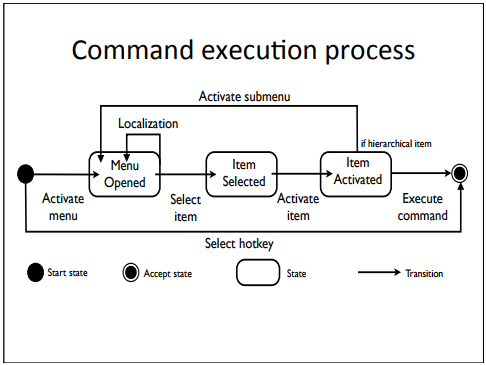 Command execution process
Activate submenu
Localization
if hierarchical item
Menu
Opened
Item
Selected
Item
Activated
Activate
menu
Select
item
Activate
item
Execute
command
Select hotkey
Start state
Accept state
State
Transition